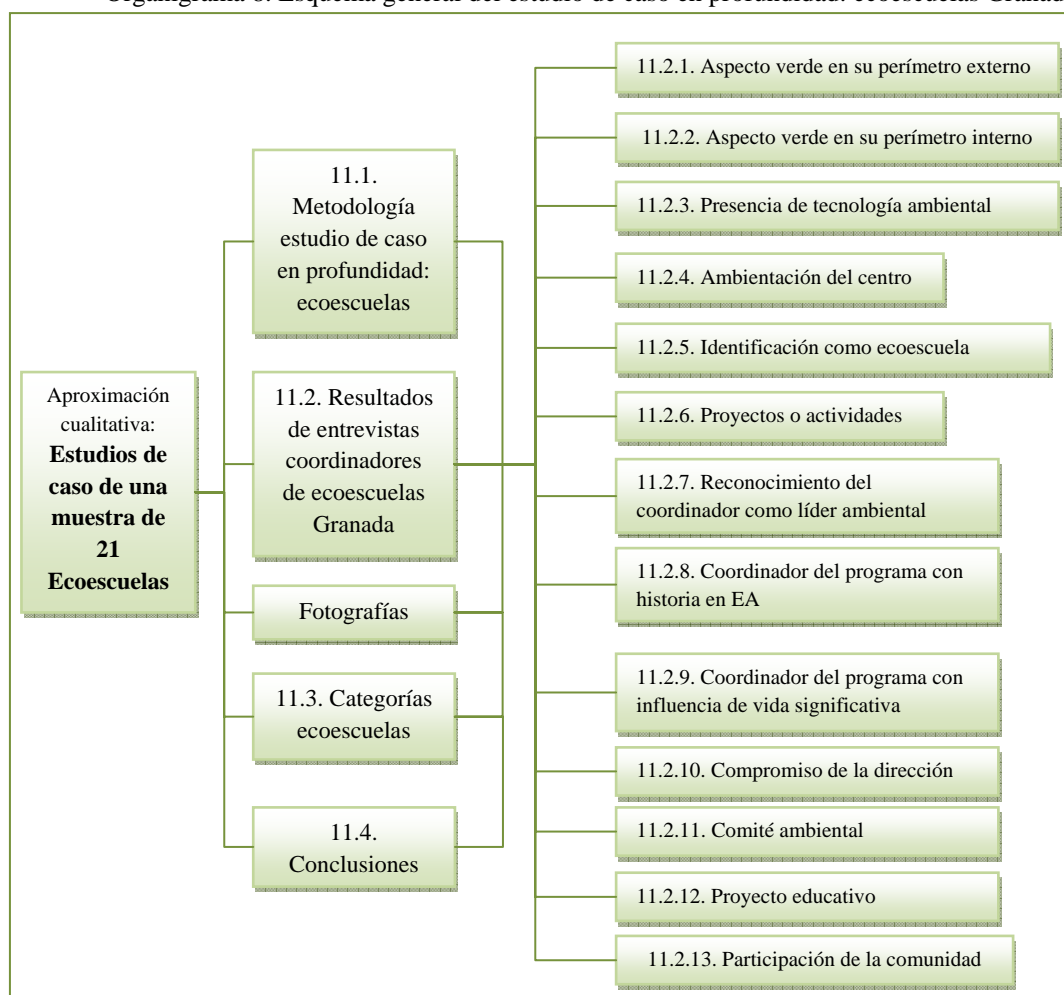 Organigrama 6. Esquema general del estudio de caso en profundidad: ecoescuelas Granad
Aproximación
cualitativa:
Estudios de
caso de una
muestra de
21
Ecoescuelas
11.1.
Metodología
estudio de caso
en profundidad:
ecoescuelas
11.2. Resultados
de entrevistas
coordinadores
de ecoescuelas
Granada
Fotografías
11.3. Categorías
ecoescuelas
11.4.
Conclusiones
11.2.1. Aspecto verde en su perímetro externo
11.2.2. Aspecto verde en su perímetro interno
11.2.3. Presencia de tecnología ambiental
11.2.4. Ambientación del centro
11.2.5. Identificación como ecoescuela
11.2.6. Proyectos o actividades
11.2.7. Reconocimiento del
coordinador como líder ambiental
11.2.8. Coordinador del programa con
historia en EA
11.2.9. Coordinador del programa con
influencia de vida significativa
11.2.10. Compromiso de la dirección
11.2.11. Comité ambiental
11.2.12. Proyecto educativo
11.2.13. Participación de la comunidad